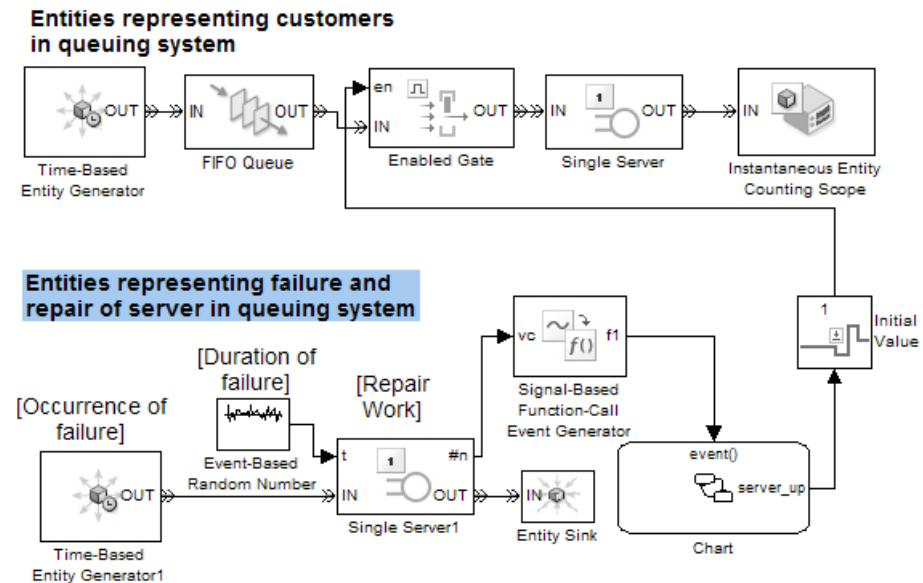 Entities representing customers
in queuing system
OUT
Time-Based
Entity Generator
IN
OUT
FIFO Queue
en
IN
OUT
Enabled Gate
IN
1
OUT
Single Server
IN
Instantaneous Entity
Counting Scope
Entities representing failure and
repair of server in queuing system
1
Initial
Value
vc
f()
f1
Signal-Based
Function-Call
Event Generator
[Duration of
failure]
[Repair
Work]
[Occurrence of
failure]
Event-Based
Random Number
OUT
Time-Based
Entity Generator1
t
1
#n
IN
OUT
Single Server1
IN
Entity Sink
event()
server_up
Chart